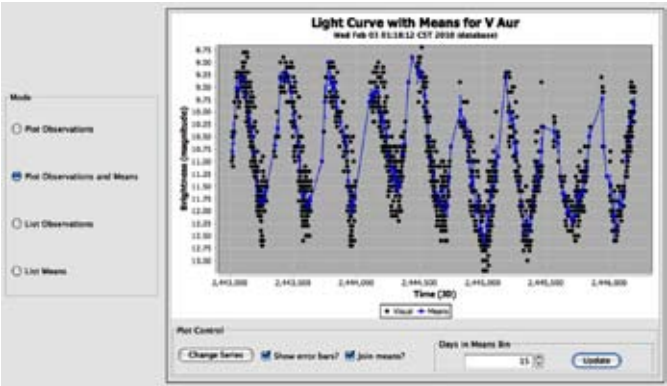 Light Curve with Means for V Aur
Wed Feb 03 01:18:12 CST 2010 (database)
Mode
Plot Observations
Plot Observations and Means
List Observations
List Means
Brightness (magnitude)
8.75
9.00
9.25
9.50
9.75
10.00
10.25
10.50
10.75
11.00
11.25
11.50
11.75
12.00
12.25
12.50
12.75
13.00
2,443,000
2,443,500
2,444,000
2,444,500
2,445,000
2,445,500
2,446,000
Time (JD)
Visual Means
Plot Control
Change Series
Show error bars?
Join means?
Days in Means Bin
15
Update